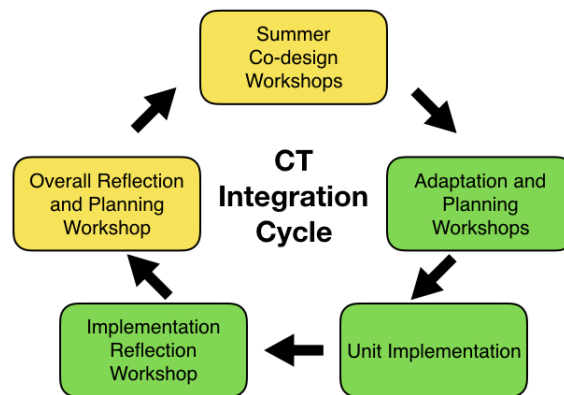 Summer
Co-design
Workshops
CT
Integration
Cycle
Adaptation and
Planning
Workshops
Unit Implementation
Implementation
Reflection
Workshop
Overall Reflection
and Planning
Workshop